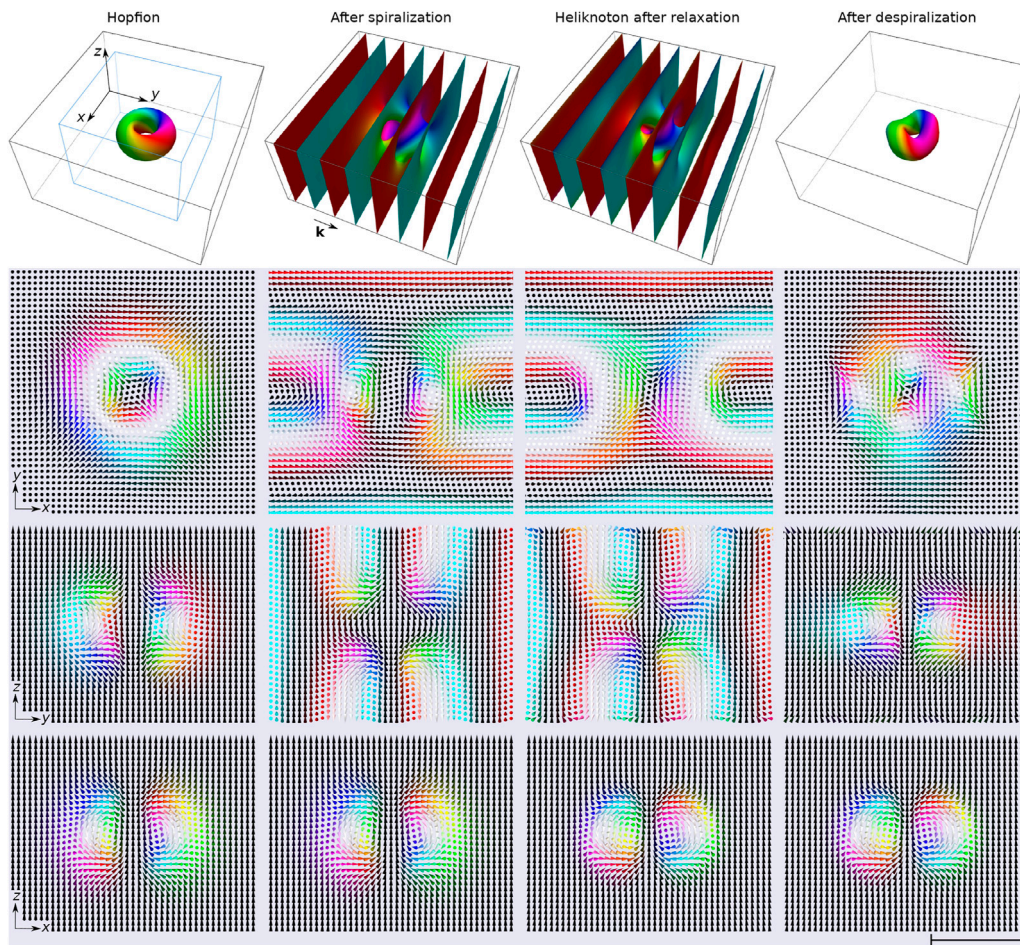 Hopfion
After spiralization
Heliknoton after relaxation
After despiralization
z
y
x
k
y
x
z
y
z
x